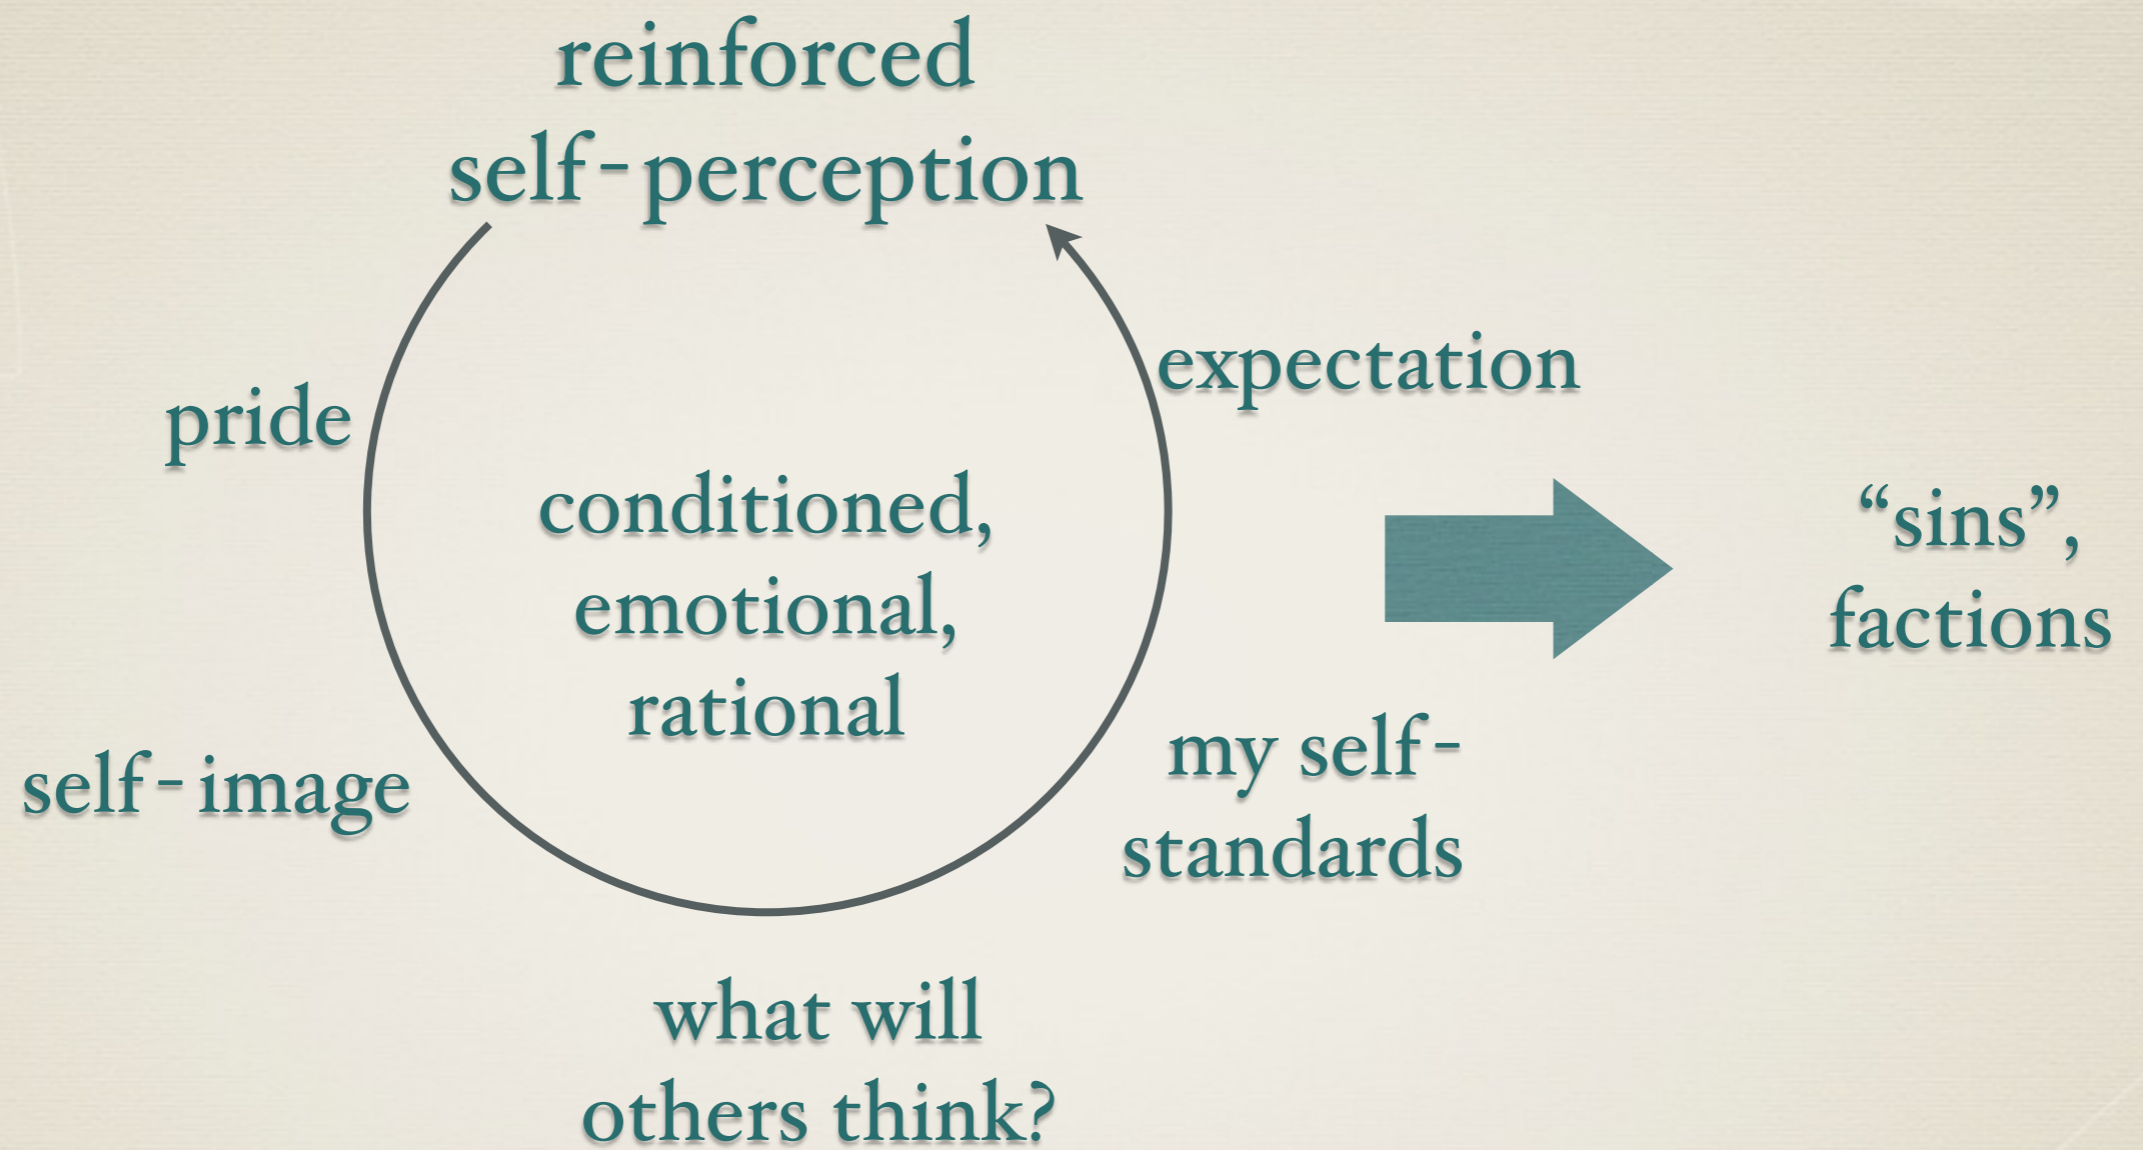 reinforced
self-perception
pride
expectation
conditioned,
emotional,
rational
“sins”,
factions
self-image
my self-
standards
what will
others think?